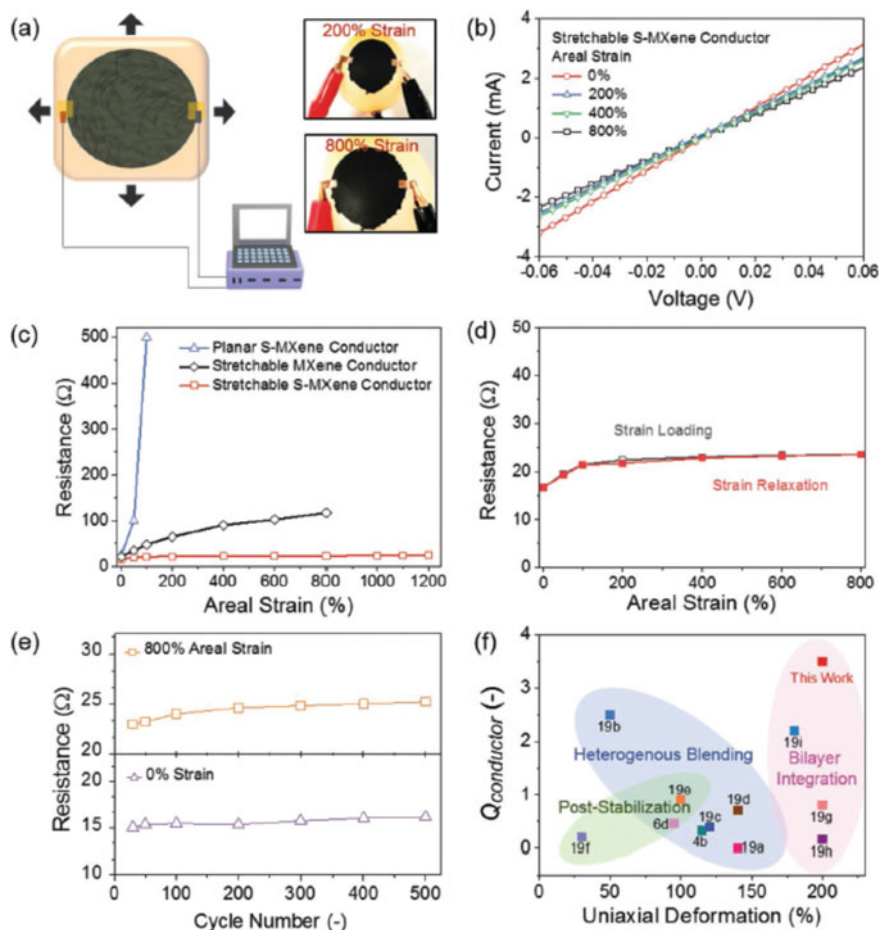 (a)
200% Strain
800% Strain
(b)
Stretchable S-MXene Conductor
Areal Strain
0%
200%
400%
800%
Current (mA)
4
2
0
-2
-4
-0.06 -0.04 -0.02 0.00 0.02 0.04 0.06
Voltage (V)
(c)
Planar S-MXene Conductor
Stretchable MXene Conductor
Stretchable S-MXene Conductor
Resistance (Ω)
500
400
300
200
100
0
0 200 400 600 800 1000 1200
Areal Strain (%)
(d)
Strain Loading
Strain Relaxation
Resistance (Ω)
50
40
30
20
10
0
0 200 400 600 800
Areal Strain (%)
(e)
800% Areal Strain
0% Strain
Resistance (Ω)
30
25
20
20
15
10
0 100 200 300 400 500
Cycle Number (-)
(f)
This Work
19b
19i
Heterogenous Blending
Bilayer
Integration
Post-Stabilization
19e
19d
19g
19f
6d
19c
4b
19a
19h
Qconductor (-)
4
3
2
1
0
0 50 100 150 200
Uniaxial Deformation (%)